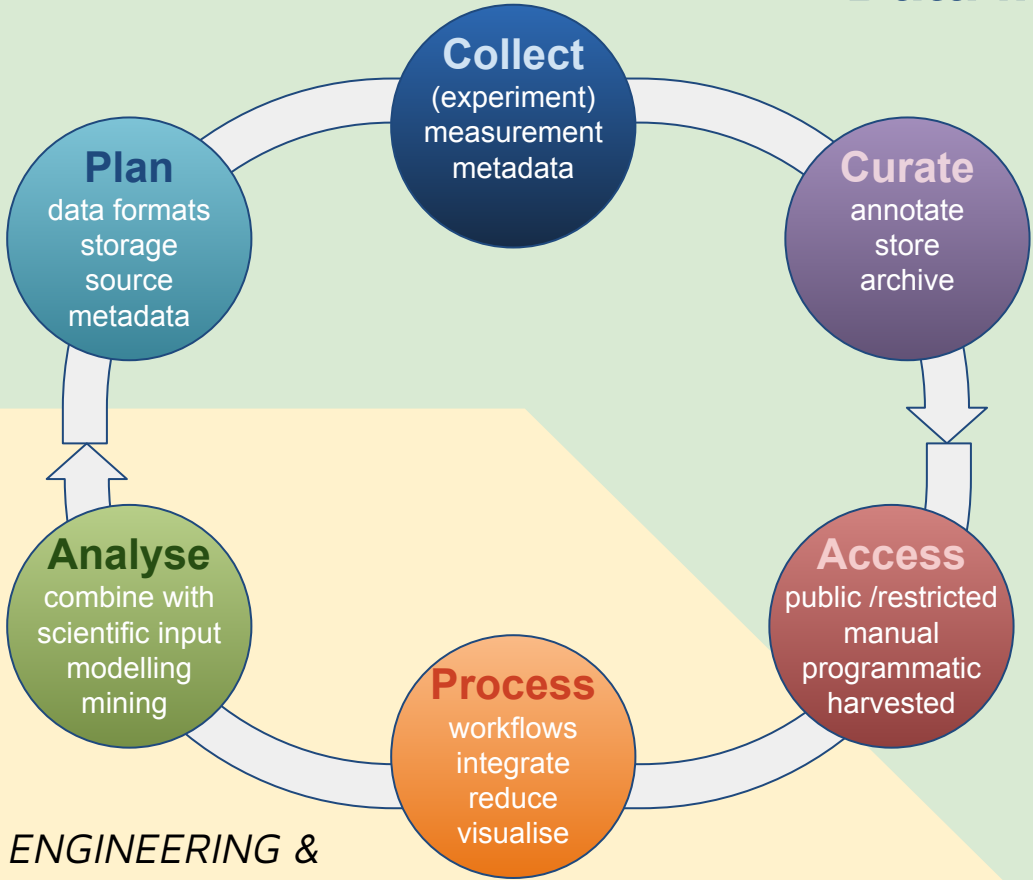 Collect
(experiment)
measurement
metadata
Plan
data formats
storage
source
metadata
Curate
annotate
store
archive
Analyse
combine with
scientific input
modelling
mining
Access
public /restricted
manual
programmatic
harvested
Process
workflows
integrate
reduce
visualise
ENGINEERING &